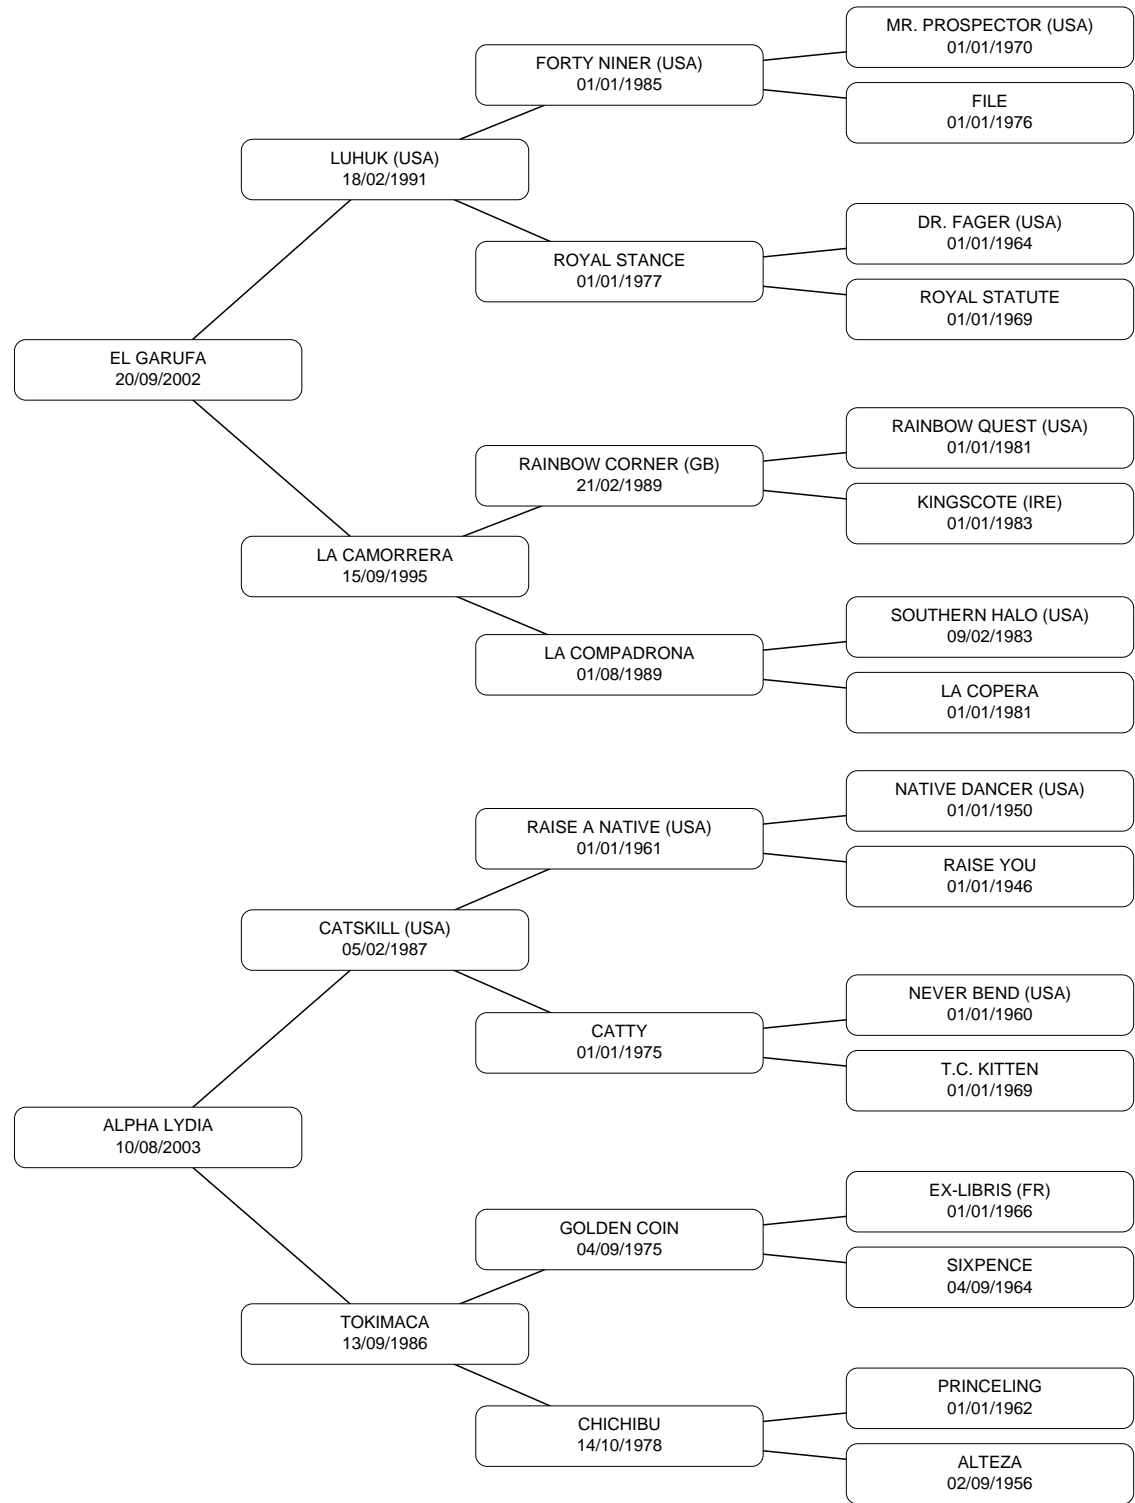 MR. PROSPECTOR (USA)
01/01/1970
FORTY NINER (USA)
01/01/1985
FILE
01/01/1976
LUHUK (USA)
18/02/1991
DR. FAGER (USA)
01/01/1964
ROYAL STANCE
01/01/1977
ROYAL STATUTE
01/01/1969
EL GARUFA
20/09/2002
RAINBOW QUEST (USA)
01/01/1981
RAINBOW CORNER (GB)
21/02/1989
KINGSCOTE (IRE)
01/01/1983
LA CAMORRERA
15/09/1995
SOUTHERN HALO (USA)
09/02/1983
LA COMPADRONA
01/08/1989
LA COPERA
01/01/1981
NATIVE DANCER (USA)
01/01/1950
RAISE A NATIVE (USA)
01/01/1961
RAISE YOU
01/01/1946
CATSKILL (USA)
05/02/1987
NEVER BEND (USA)
01/01/1960
CATTY
01/01/1975
T.C. KITTEN
01/01/1969
ALPHA LYDIA
10/08/2003
EX-LIBRIS (FR)
01/01/1966
GOLDEN COIN
04/09/1975
SIXPENCE
04/09/1964
TOKIMACA
13/09/1986
PRINCELING
01/01/1962
CHICHIBU
14/10/1978
ALTEZA
02/09/1956